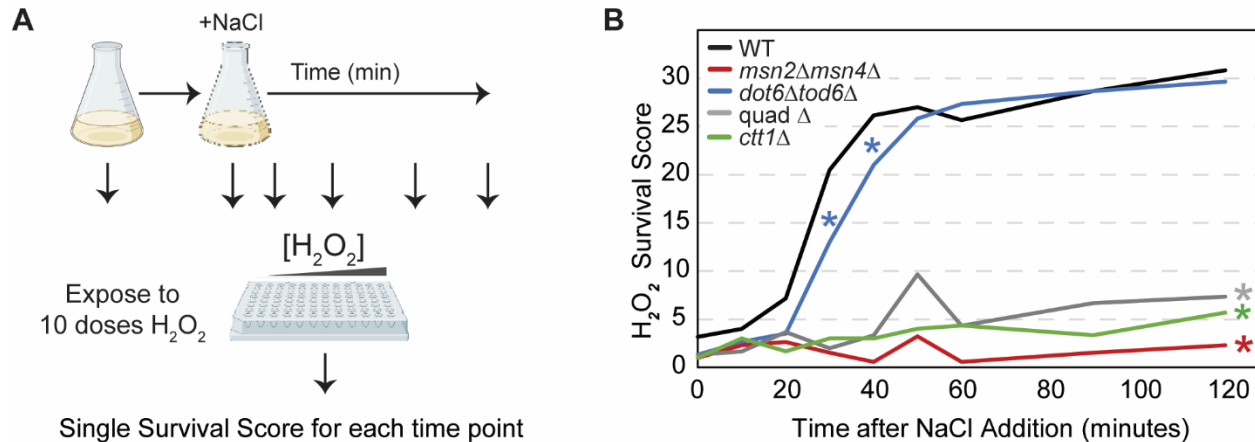 A
+NaCl
Time (min)
[H₂O₂]
Expose to
10 doses H₂O₂
Single Survival Score for each time point
B
H₂O₂ Survival Score
30
25
20
15
10
5
0
WT
msn2Δmsn4Δ
dot6Δtod6Δ
quad Δ
ctt1Δ
*
*
*
*
*
0 20 40 60 80 100 120
Time after NaCl Addition (minutes)